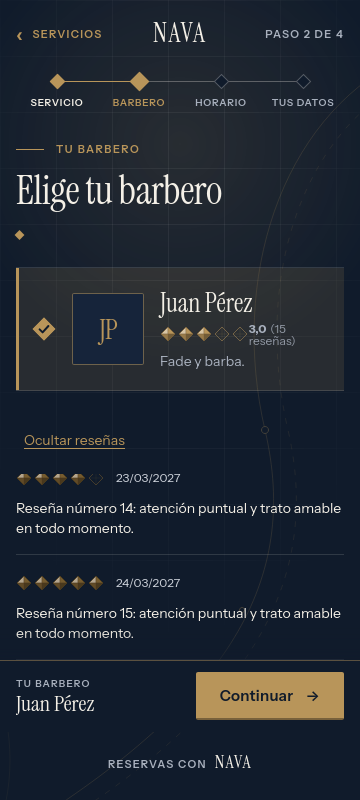 ‹ SERVICIOS
NAVA
PASO 2 DE 4
SERVICIO
BARBERO
HORARIO
TUS DATOS
TU BARBERO
Elige tu barbero
JP
Juan Pérez
3,0 (15
reseñas)
Fade y barba.
Ocultar reseñas
23/03/2027
Reseña número 14: atención puntual y trato amable
en todo momento.
24/03/2027
Reseña número 15: atención puntual y trato amable
en todo momento.
TU BARBERO
Juan Pérez
Continuar →
RESERVAS CON NAVA